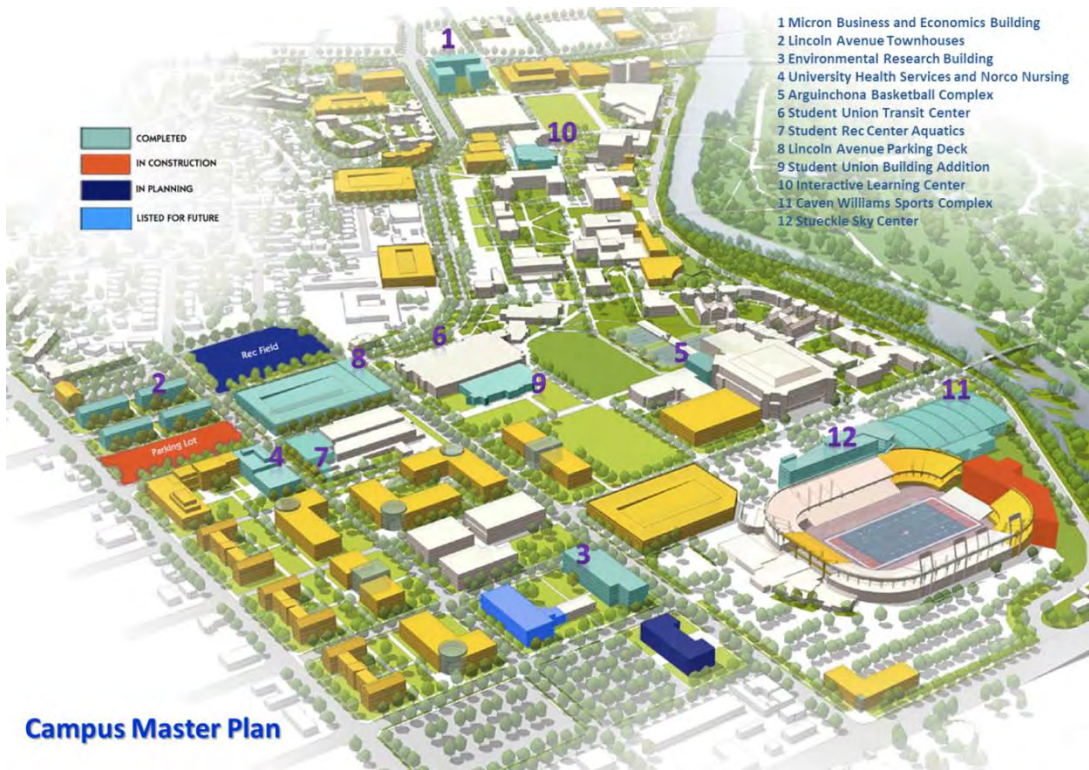 1 Micron Business and Economics Building
2 Lincoln Avenue Townhouses
3 Environmental Research Building
4 University Health Services and Norco Nursing
5 Arguinchona Basketball Complex
6 Student Union Transit Center
7 Student Rec Center Aquatics
8 Lincoln Avenue Parking Deck
9 Student Union Building Addition
10 Interactive Learning Center
11 Caven Williams Sports Complex
12 Stueckle Sky Center
1
10
COMPLETED
IN CONSTRUCTION
IN PLANNING
LISTED FOR FUTURE
6
Rec Field
8
5
2
9
11
Parking Lot
4
7
12
3
Campus Master Plan